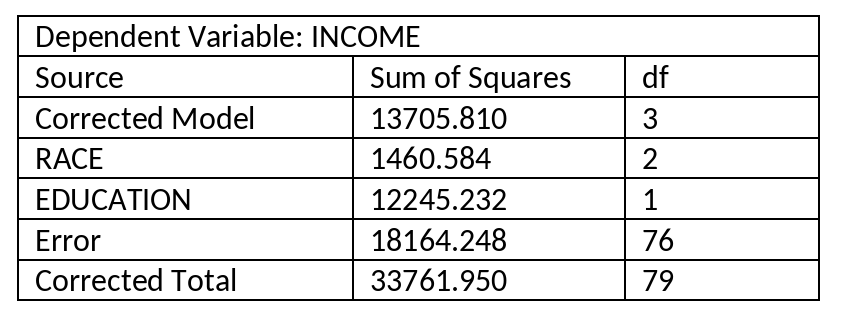 Dependent Variable: INCOME
Source Sum of Squares df
Corrected Model 13705.810 3
RACE 1460.584 2
EDUCATION 12245.232 1
Error 18164.248 76
Corrected Total 33761.950 79